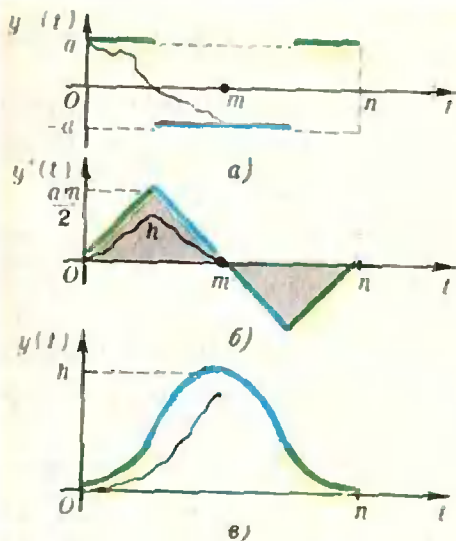 y (t)
a
O m n t
-a
а)
y'(t)
am
2
h
O m n t
б)
y(t)
h
O n t
в)